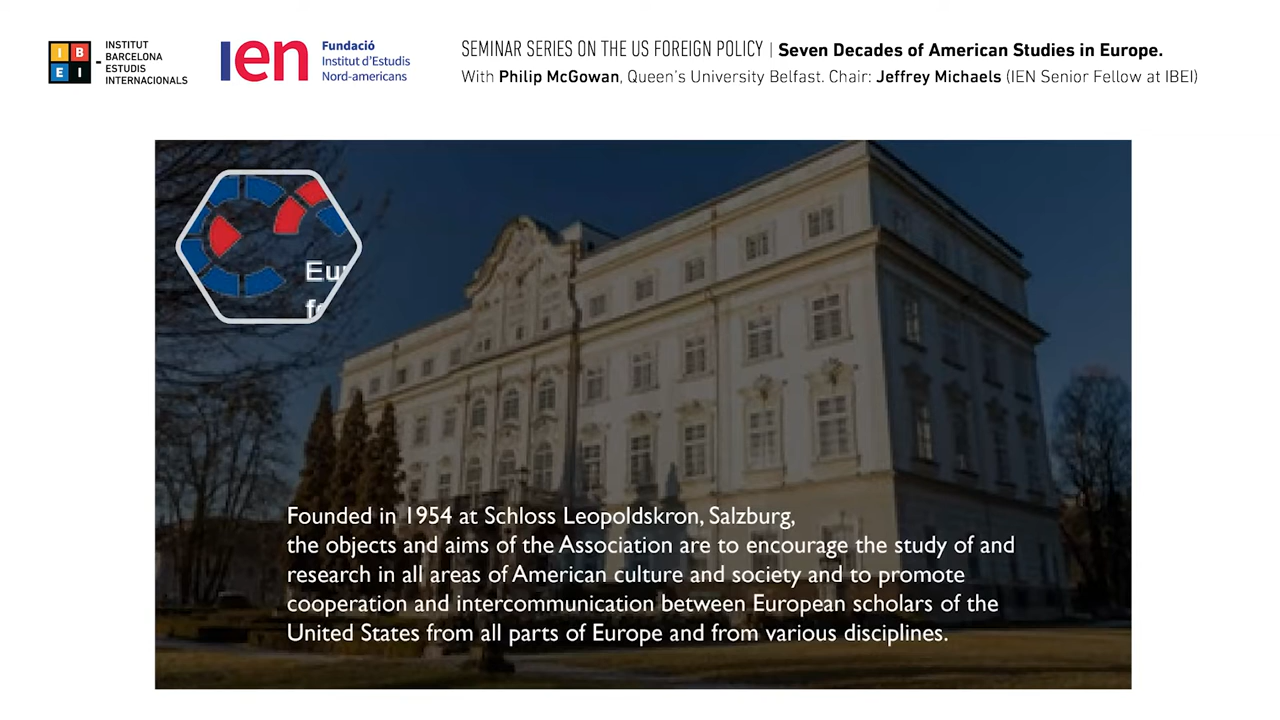 IB
EI
INSTITUT
BARCELONA
ESTUDIS
INTERNACIONALS
ien
Fundació
Institut d'Estudis
Nord-americans
SEMINAR SERIES ON THE US FOREIGN POLICY | Seven Decades of American Studies in Europe.
With Philip McGowan, Queen's University Belfast. Chair: Jeffrey Michaels (IEN Senior Fellow at IBEI)
Founded in 1954 at Schloss Leopoldskron, Salzburg,
the objects and aims of the Association are to encourage the study of and
research in all areas of American culture and society and to promote
cooperation and intercommunication between European scholars of the
United States from all parts of Europe and from various disciplines.